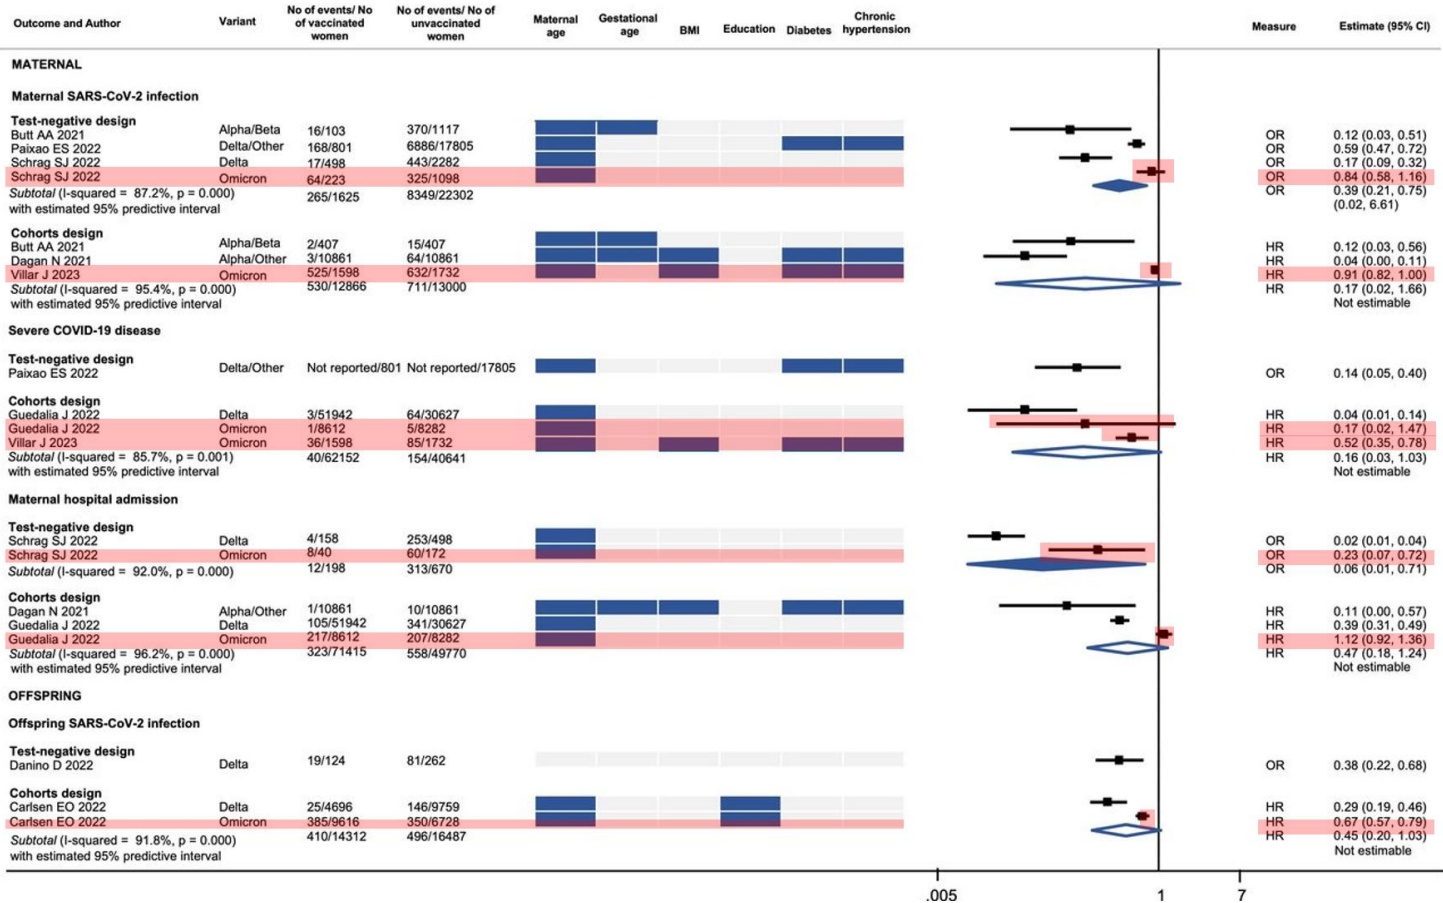 Outcome and Author Variant No of events/ No of vaccinated women No of events/ No of unvaccinated women Maternal age Gestational age BMI Education Diabetes Chronic hypertension Measure Estimate (95% CI)
MATERNAL
Maternal SARS-CoV-2 infection
Test-negative design
Butt AA 2021 Alpha/Beta 16/103 370/1117 OR 0.12 (0.03, 0.51)
Paixao ES 2022 Delta/Other 168/801 6886/17805 OR 0.59 (0.47, 0.72)
Schrag SJ 2022 Delta 17/498 443/2282 OR 0.17 (0.09, 0.32)
Schrag SJ 2022 Omicron 64/223 325/1098 OR 0.84 (0.58, 1.16)
Subtotal (I-squared = 87.2%, p = 0.000) 265/1625 8349/22302 OR 0.39 (0.21, 0.75)
with estimated 95% predictive interval (0.02, 6.61)
Cohorts design
Butt AA 2021 Alpha/Beta 2/407 15/407 HR 0.12 (0.03, 0.56)
Dagan N 2021 Alpha/Other 3/10861 64/10861 HR 0.04 (0.00, 0.11)
Villar J 2023 Omicron 525/1598 632/1732 HR 0.91 (0.82, 1.00)
Subtotal (I-squared = 95.4%, p = 0.000) 530/12866 711/13000 HR 0.17 (0.02, 1.66)
with estimated 95% predictive interval Not estimable
Severe COVID-19 disease
Test-negative design
Paixao ES 2022 Delta/Other Not reported/801 Not reported/17805 OR 0.14 (0.05, 0.40)
Cohorts design
Guedalia J 2022 Delta 3/51942 64/30627 HR 0.04 (0.01, 0.14)
Guedalia J 2022 Omicron 1/8612 5/8282 HR 0.17 (0.02, 1.47)
Villar J 2023 Omicron 36/1598 85/1732 HR 0.52 (0.35, 0.78)
Subtotal (I-squared = 85.7%, p = 0.001) 40/62152 154/40641 HR 0.16 (0.03, 1.03)
with estimated 95% predictive interval Not estimable
Maternal hospital admission
Test-negative design
Schrag SJ 2022 Delta 4/158 253/498 OR 0.02 (0.01, 0.04)
Schrag SJ 2022 Omicron 8/40 60/172 OR 0.23 (0.07, 0.72)
Subtotal (I-squared = 92.0%, p = 0.000) 12/198 313/670 OR 0.06 (0.01, 0.71)
Cohorts design
Dagan N 2021 Alpha/Other 1/10861 10/10861 HR 0.11 (0.00, 0.57)
Guedalia J 2022 Delta 105/51942 341/30627 HR 0.39 (0.31, 0.49)
Guedalia J 2022 Omicron 217/8612 207/8282 HR 1.12 (0.92, 1.36)
Subtotal (I-squared = 96.2%, p = 0.000) 323/71415 558/49770 HR 0.47 (0.18, 1.24)
with estimated 95% predictive interval Not estimable
OFFSPRING
Offspring SARS-CoV-2 infection
Test-negative design
Danino D 2022 Delta 19/124 81/262 OR 0.38 (0.22, 0.68)
Cohorts design
Carlsen EO 2022 Delta 25/4696 146/9759 HR 0.29 (0.19, 0.46)
Carlsen EO 2022 Omicron 385/9616 350/6728 HR 0.67 (0.57, 0.79)
Subtotal (I-squared = 91.8%, p = 0.000) 410/14312 496/16487 HR 0.45 (0.20, 1.03)
with estimated 95% predictive interval Not estimable
.005 1 7